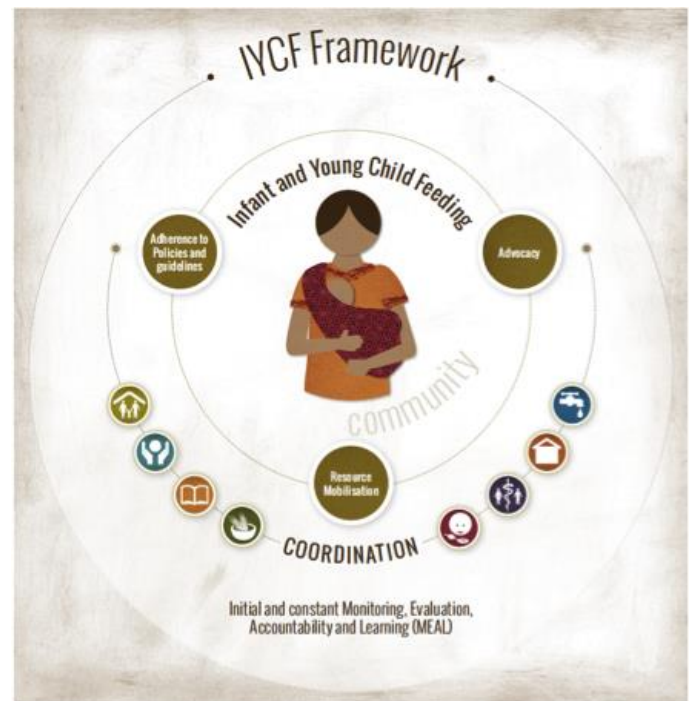 IYCF Framework
Infant and Young Child Feeding
Adherence to
Policies and
guidelines
Advocacy
community
Resource
Mobilisation
COORDINATION
Initial and constant Monitoring, Evaluation,
Accountability and Learning (MEAL)